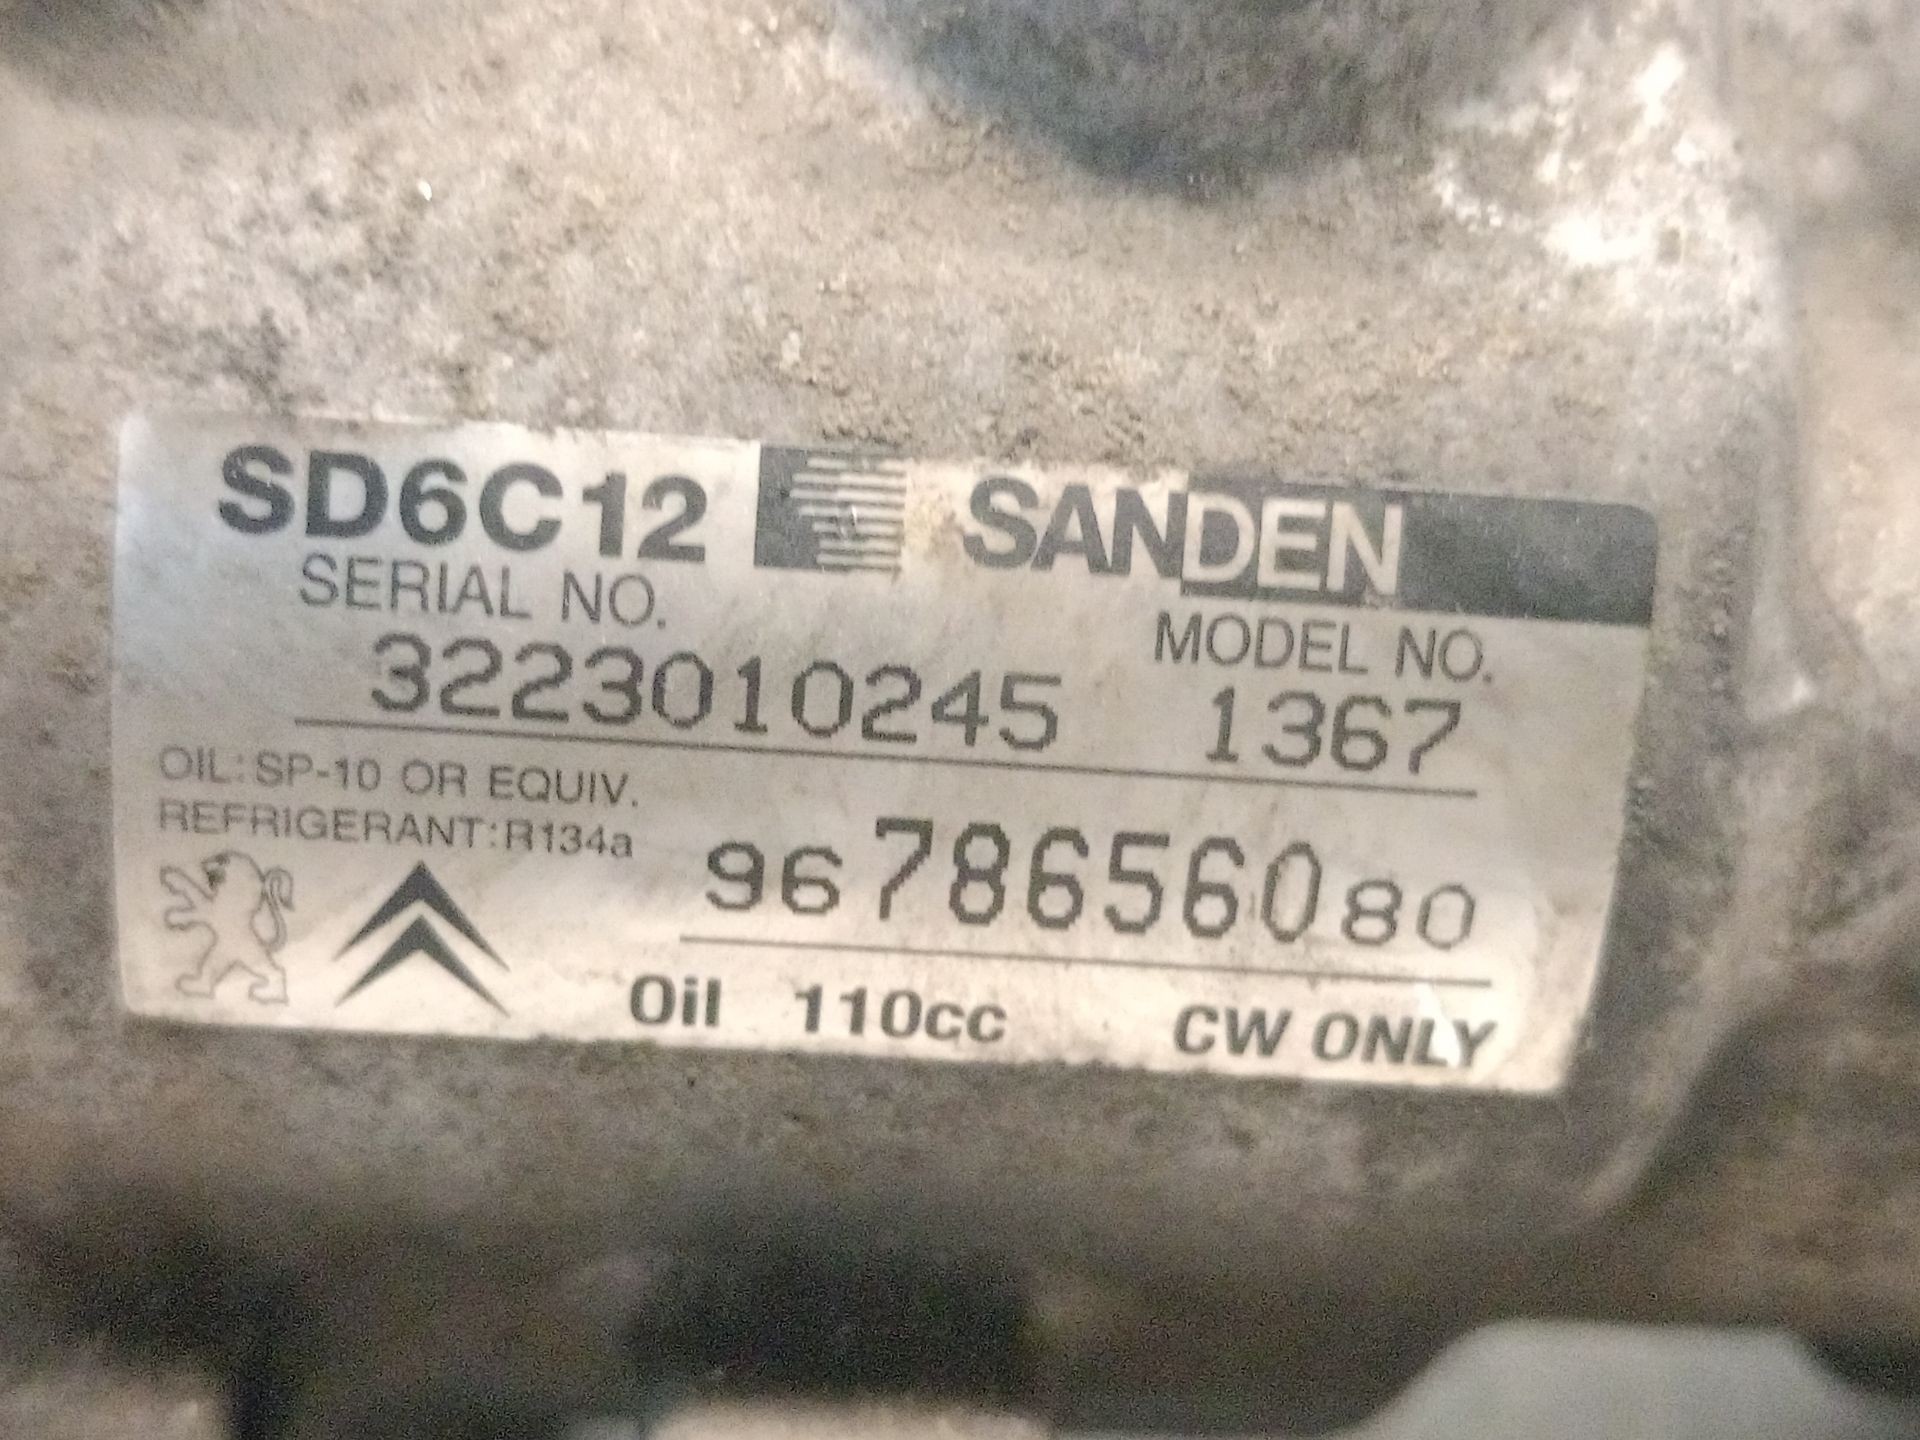 SD6C12 SANDEN
SERIAL NO. MODEL NO.
3223010245 1367
OIL:SP-10 OR EQUIV.
REFRIGERANT:R134a
9678656080
Oil 110cc CW ONLY